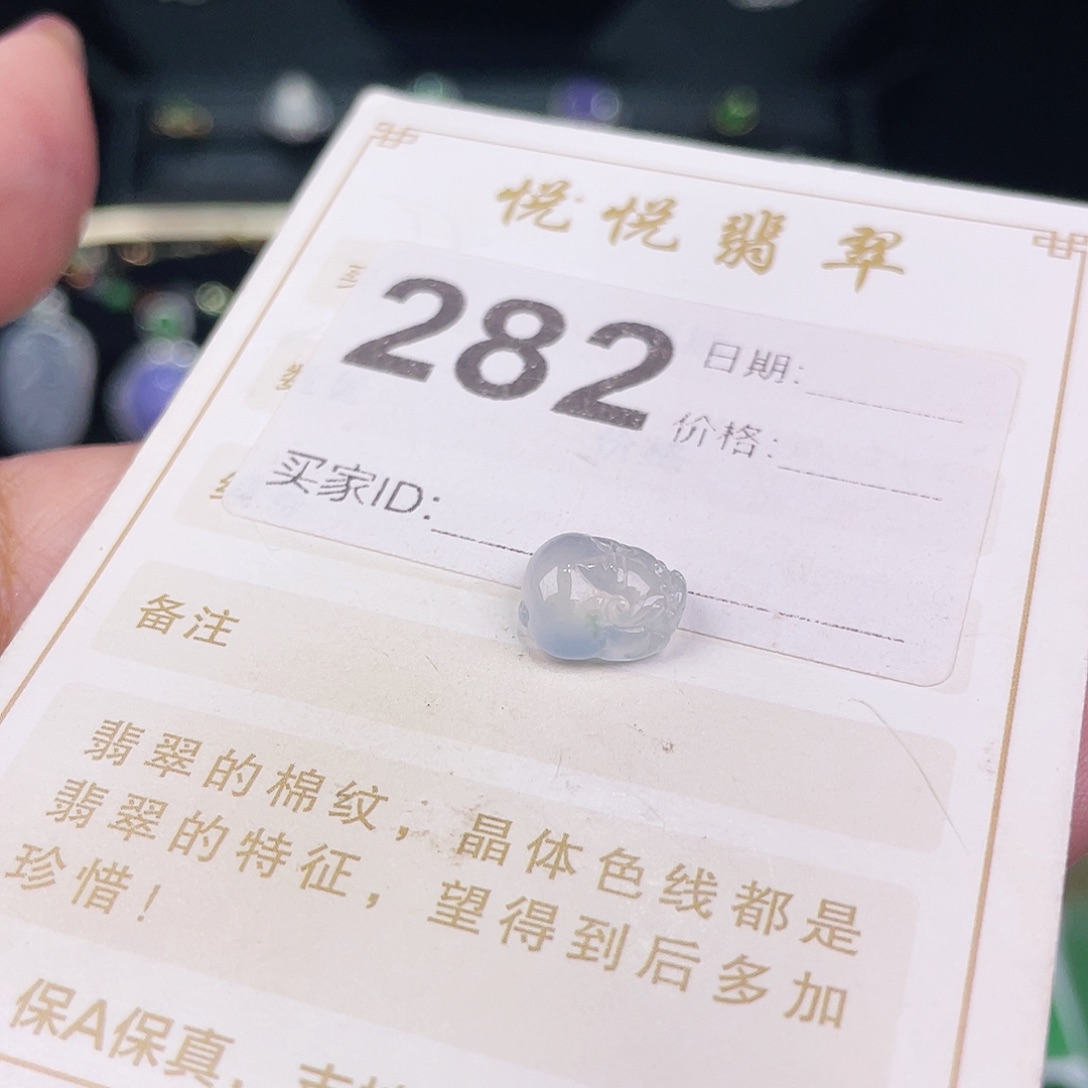 悦悦翡翠
282
日期:
价格:
买家ID:
备注
翡翠的棉纹，晶体色线都是
翡翠的特征，望得到后多加
珍惜！
保A保真，支持